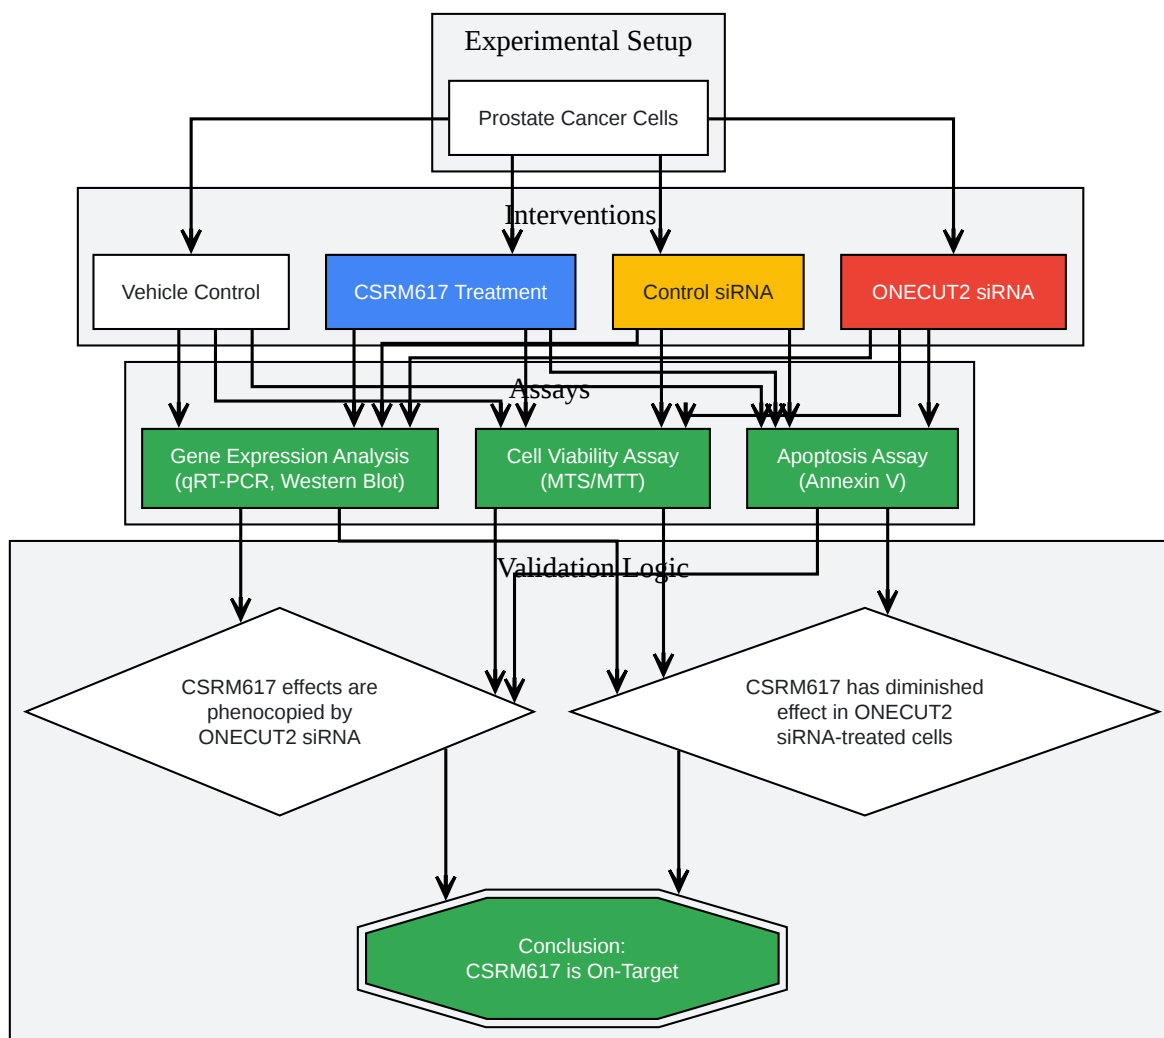 Experimental Setup
Prostate Cancer Cells
Interventions
Vehicle Control
CSRM617 Treatment
Control siRNA
ONECUT2 siRNA
Assays
Gene Expression Analysis
(qRT-PCR, Western Blot)
Cell Viability Assay
(MTS/MTT)
Apoptosis Assay
(Annexin V)
Validation Logic
CSRM617 effects are
phenocopied by
ONECUT2 siRNA
CSRM617 has diminished
effect in ONECUT2
siRNA-treated cells
Conclusion:
CSRM617 is On-Target